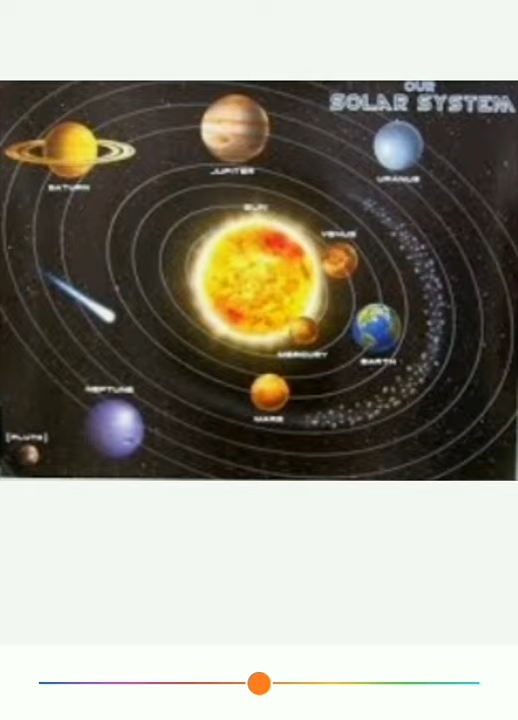 OUR
SOLAR SYSTEM
JUPITER
URANUS
SATURN
SUN
VENUS
MERCURY
EARTH
NEPTUNE
MARS
[PLUTO]